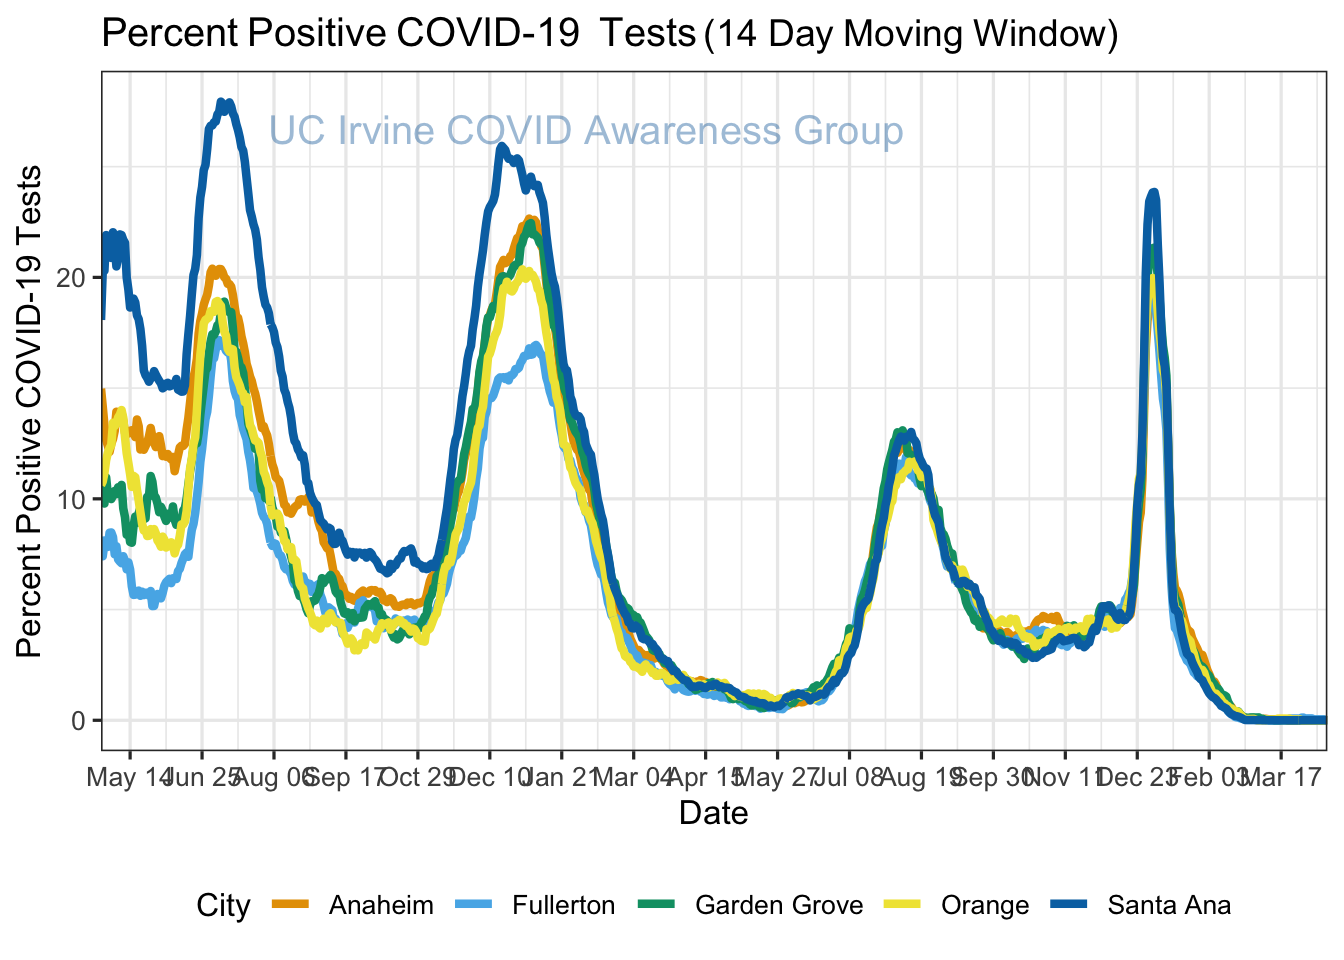 Percent Positive COVID-19 Tests (14 Day Moving Window)
UC Irvine COVID Awareness Group
Percent Positive COVID-19 Tests
20
10
0
May 14 Jun 25 Aug 06 Sep 17 Oct 29 Dec 10 Jan 21 Mar 04 Apr 15 May 27 Jul 08 Aug 19 Sep 30 Nov 11 Dec 23 Feb 03 Mar 17
Date
City Anaheim Fullerton Garden Grove Orange Santa Ana